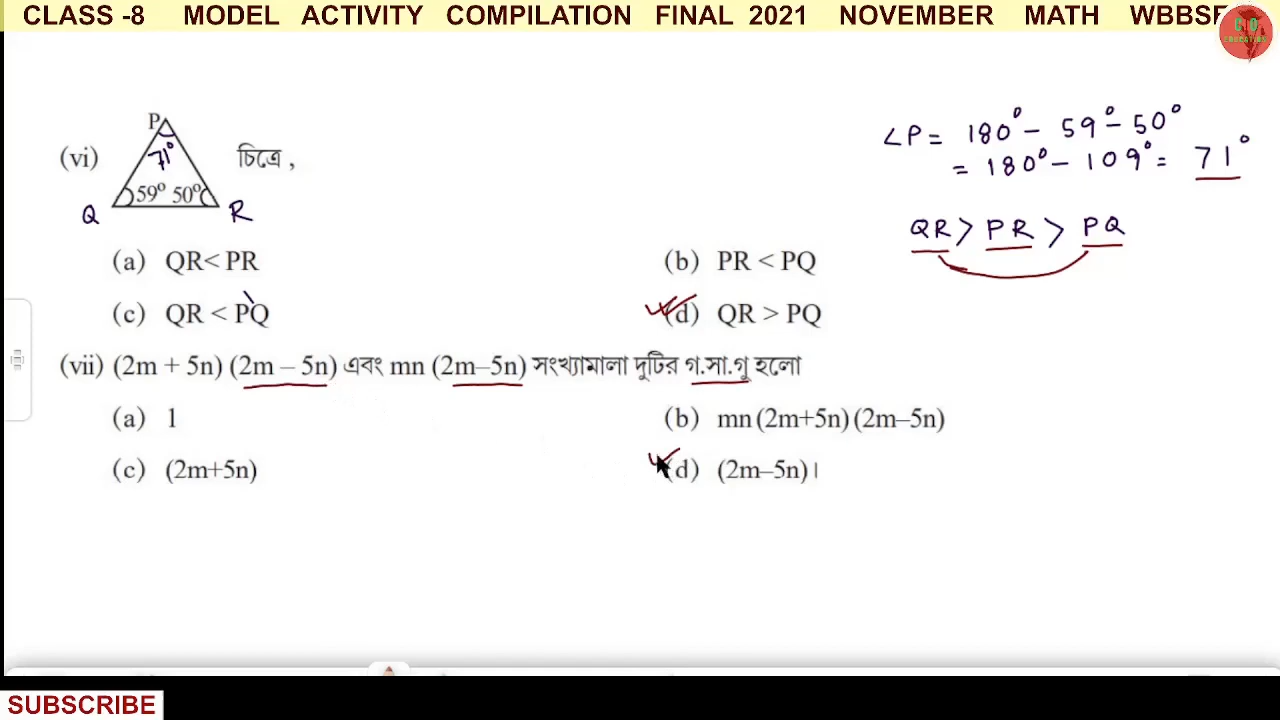 CLASS -8 MODEL ACTIVITY COMPILATION FINAL 2021 NOVEMBER MATH WBBSE
(vi) P 71° 59° 50° Q R চিত্রে,
∠P = 180° – 59° – 50°
= 180° – 109° = 71°
QR > PR > PQ
(a) QR< PR (b) PR < PQ
(c) QR < PQ (d) QR > PQ
(vii) (2m + 5n) (2m – 5n) এবং mn (2m–5n) সংখ্যামালা দুটির গ.সা.গু হলো
(a) 1 (b) mn (2m+5n) (2m–5n)
(c) (2m+5n) (d) (2m–5n)।
SUBSCRIBE